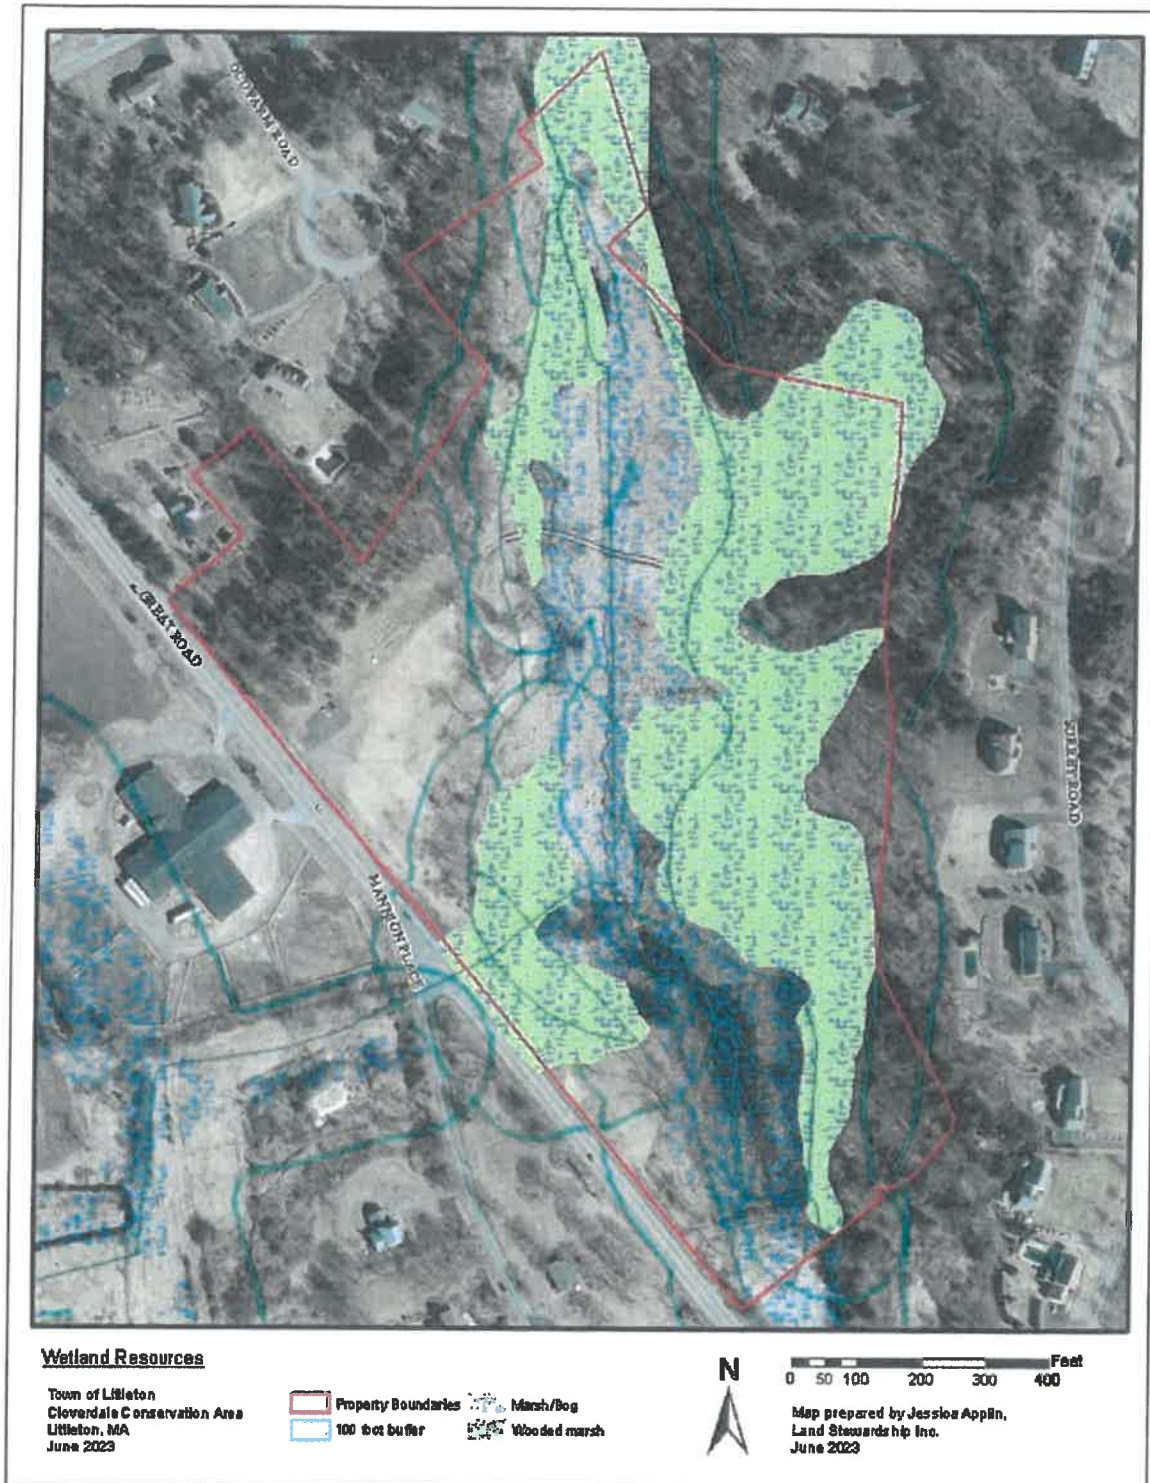 GREAT ROAD
MANNION PLACE
Wetland Resources
Town of Littleton
Cloverdale Conservation Area
Littleton, MA
June 2023
Property Boundaries
100 foot buffer
Marsh/Bog
Wooded marsh
N
Feet
0 50 100 200 300 400
Map prepared by Jessica Applin,
Land Stewardship Inc.
June 2023